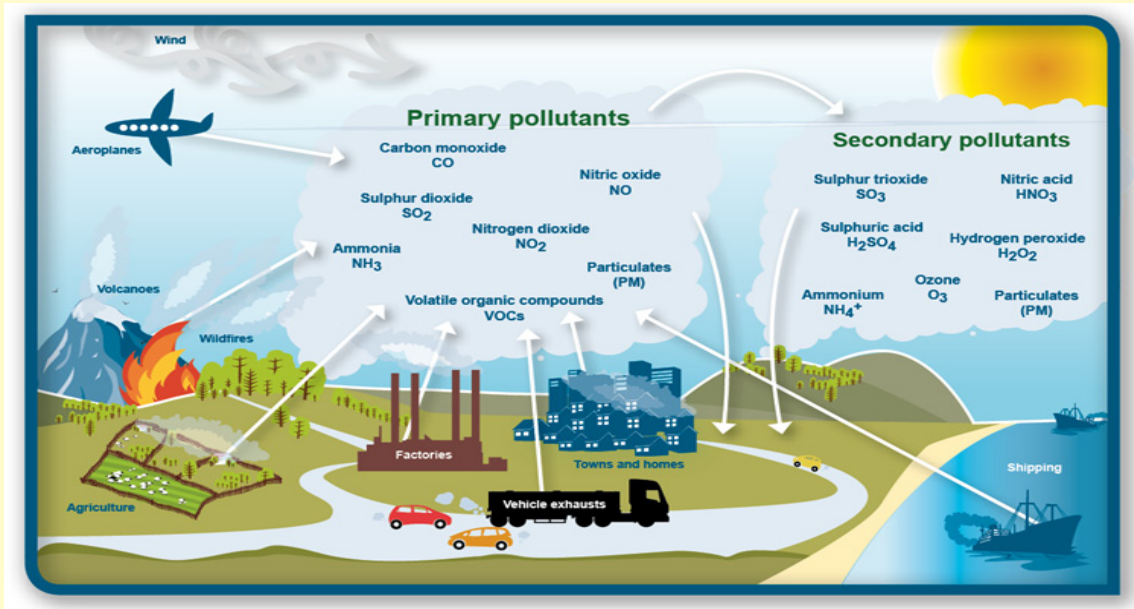 Wind
Aeroplanes
Primary pollutants
Carbon monoxide
CO
Nitric oxide
NO
Sulphur dioxide
SO₂
Nitrogen dioxide
NO₂
Ammonia
NH₃
Particulates
(PM)
Volatile organic compounds
VOCs
Secondary pollutants
Sulphur trioxide
SO₃
Nitric acid
HNO₃
Sulphuric acid
H₂SO₄
Hydrogen peroxide
H₂O₂
Ozone
O₃
Ammonium
NH₄⁺
Particulates
(PM)
Volcanoes
Wildfires
Agriculture
Factories
Vehicle exhausts
Towns and homes
Shipping